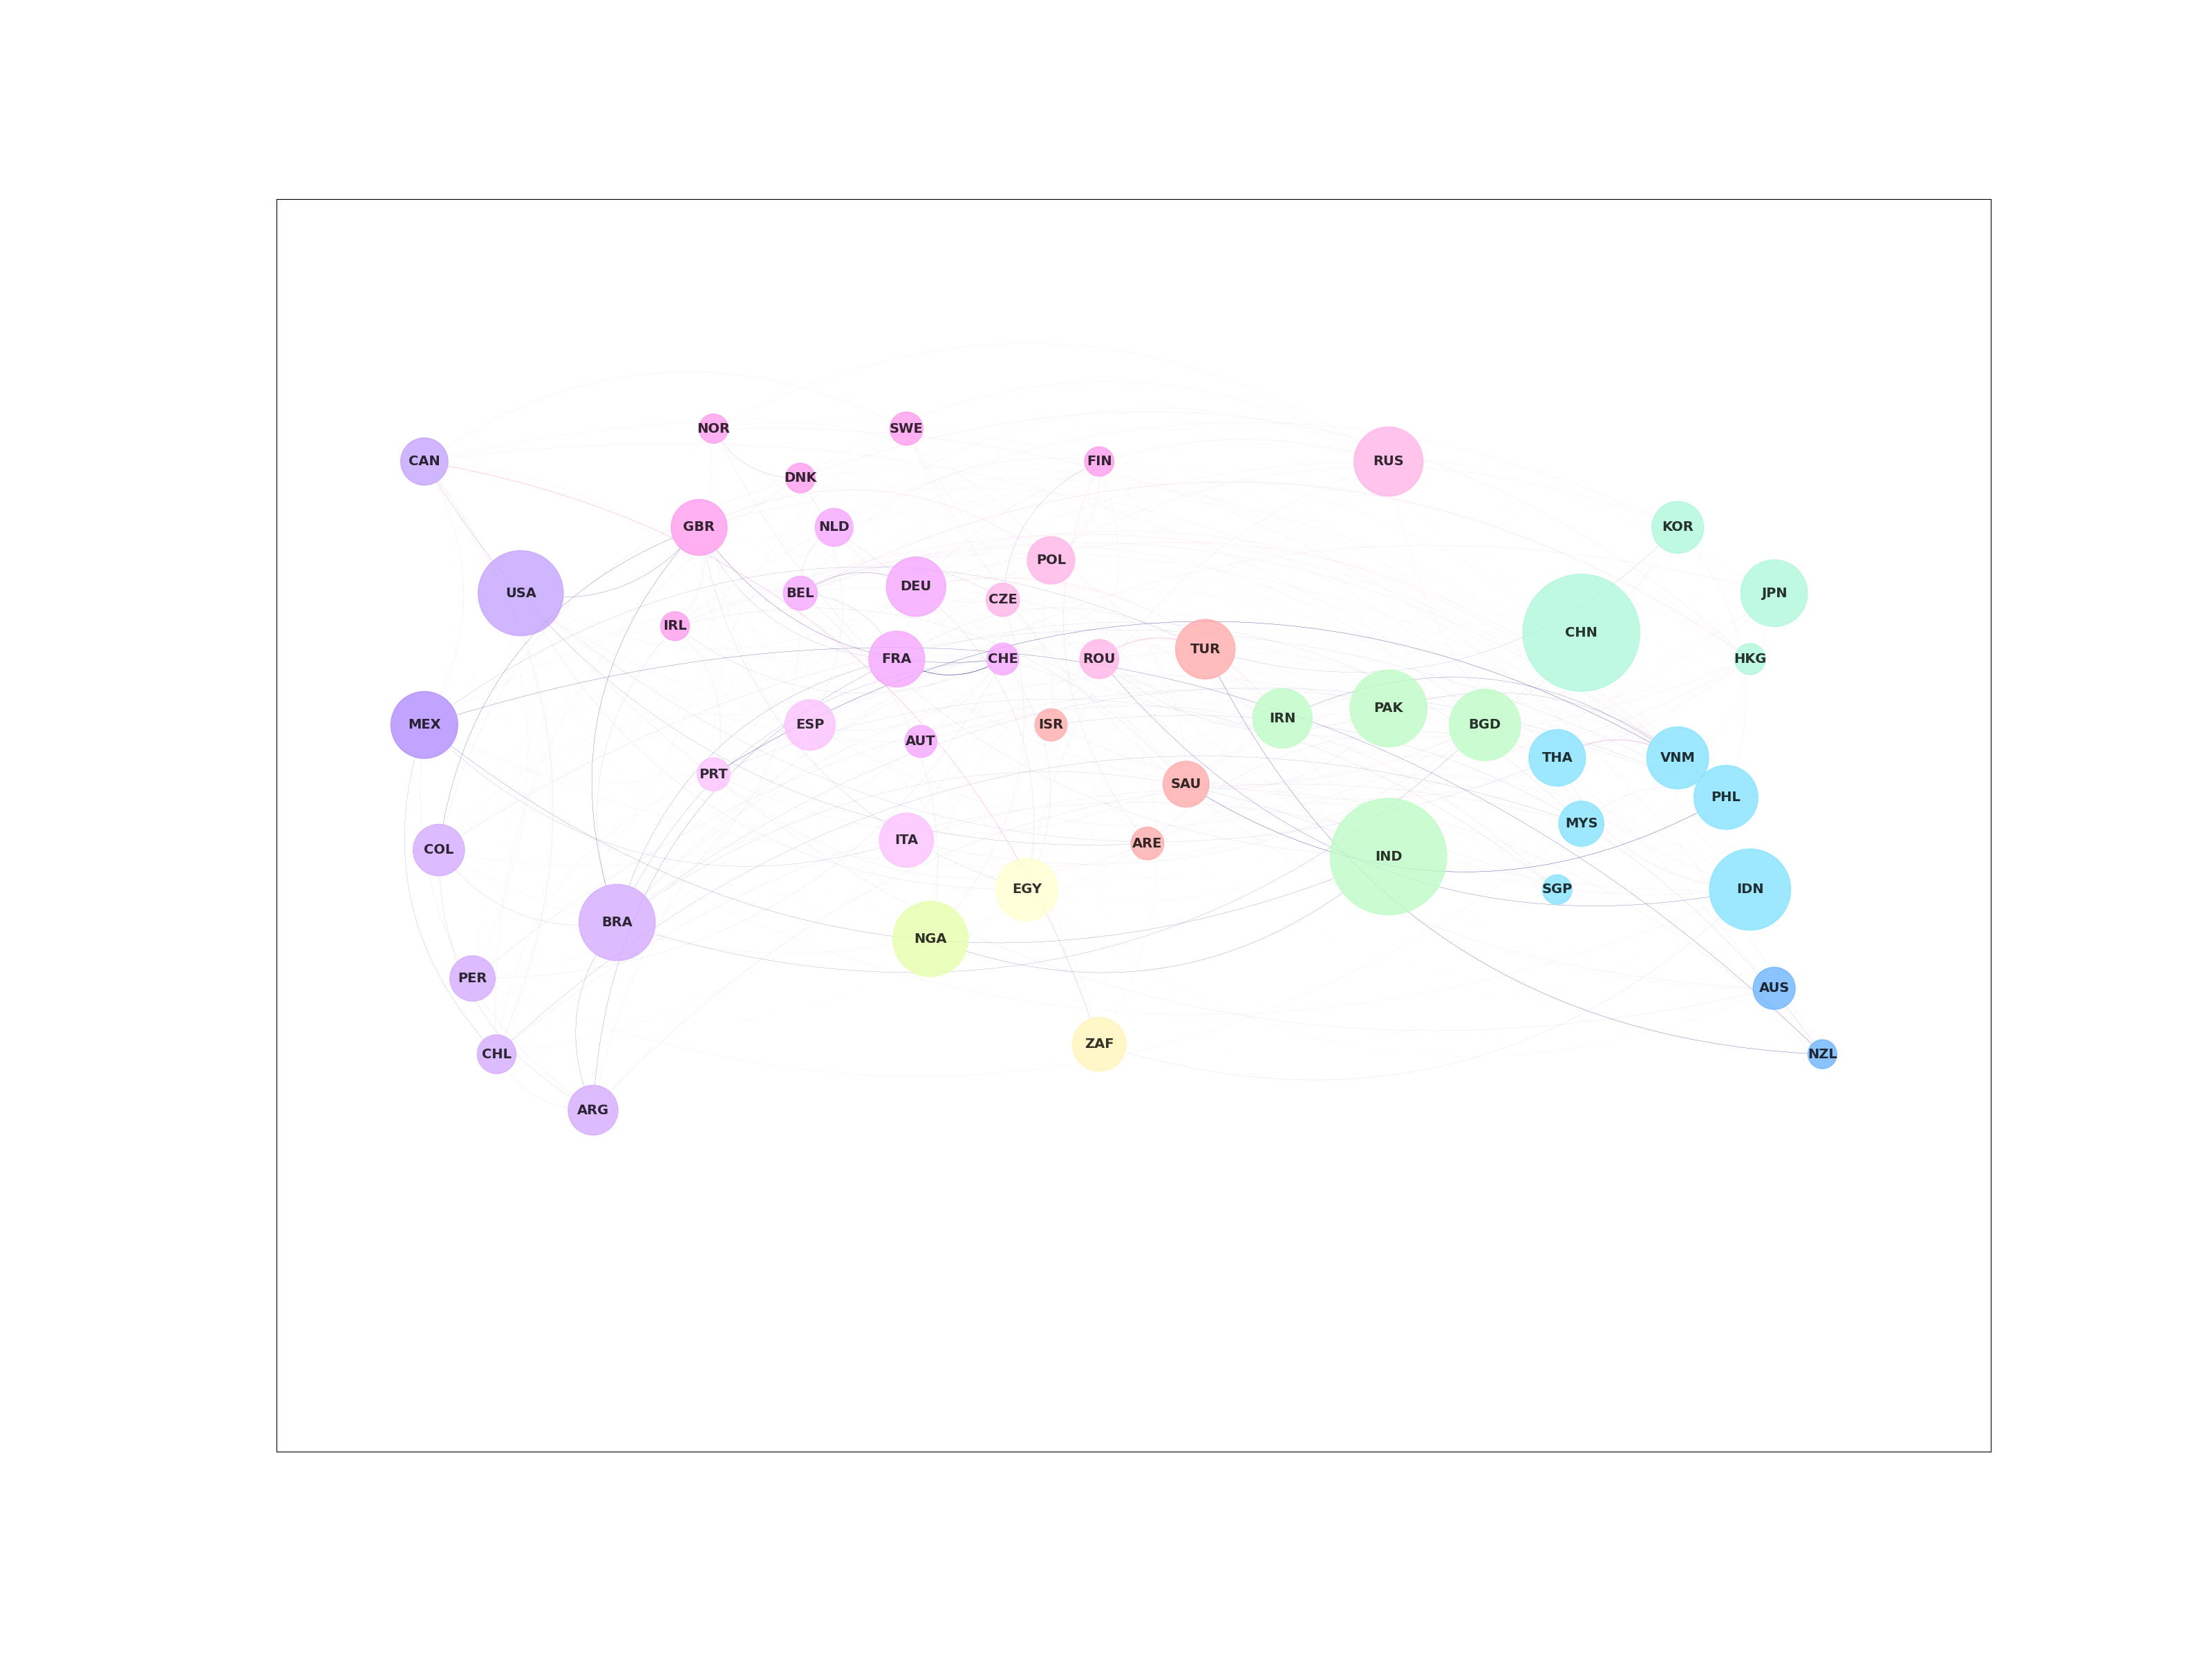 NOR
SWE
CAN
FIN
RUS
DNK
GBR
NLD
KOR
POL
DEU
USA
BEL
CZE
JPN
IRL
CHN
TUR
FRA
CHE
ROU
HKG
PAK
IRN
MEX
ESP
ISR
BGD
AUT
THA
VNM
PRT
SAU
PHL
MYS
ITA
ARE
COL
IND
EGY
SGP
IDN
BRA
NGA
PER
AUS
ZAF
CHL
NZL
ARG